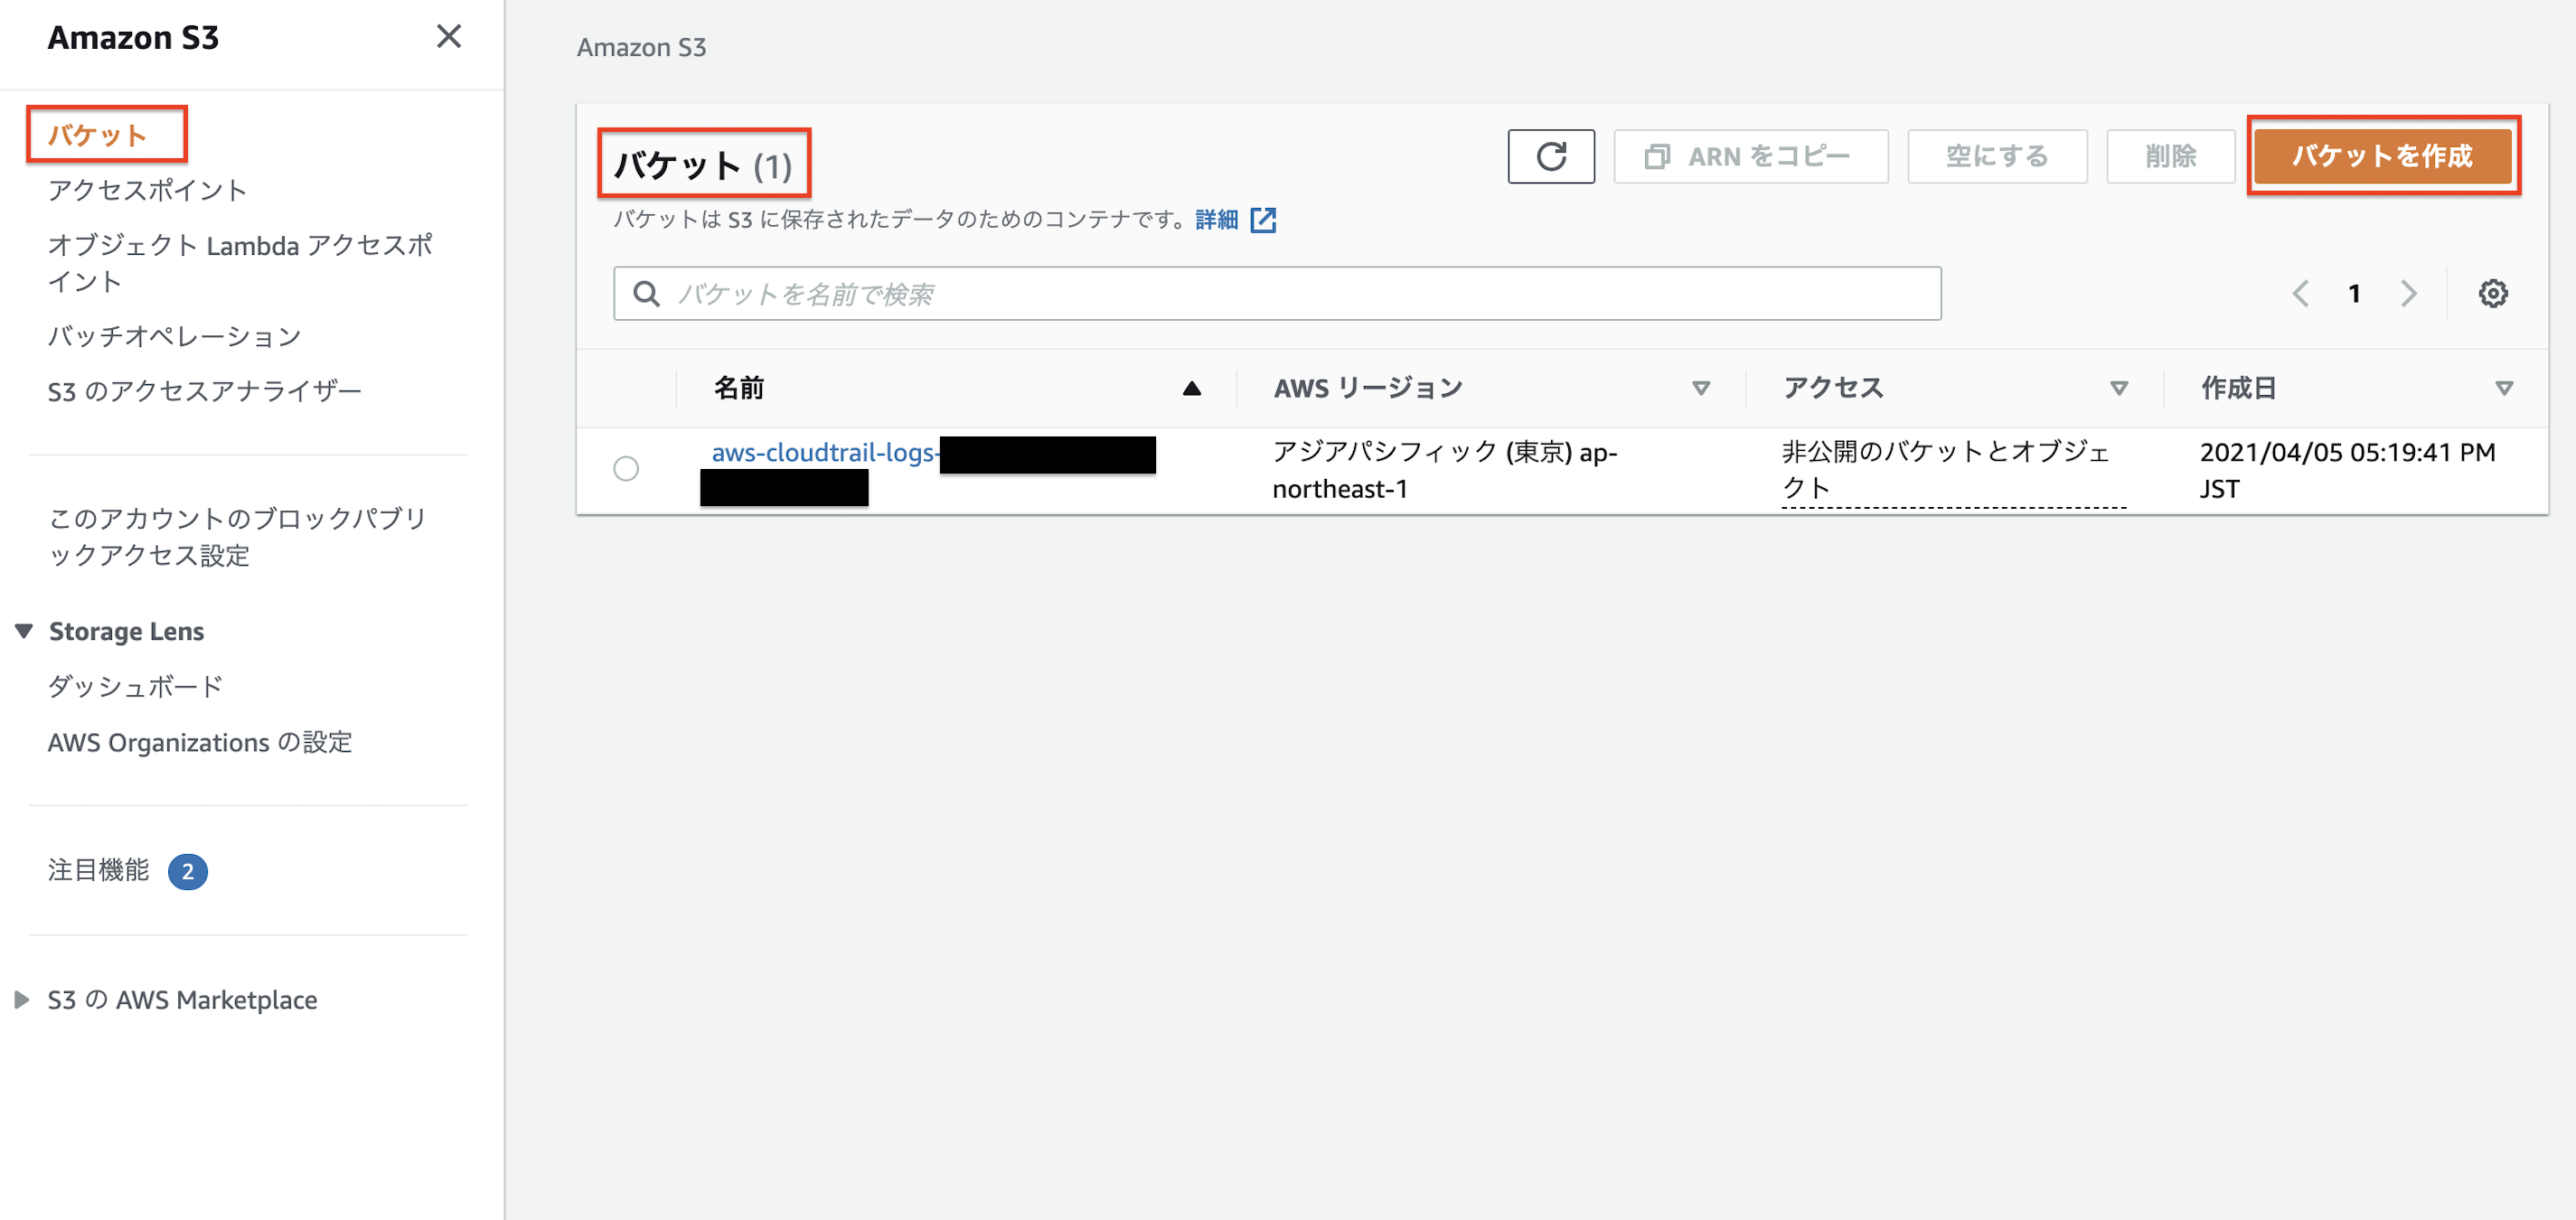 Amazon S3
バケット
アクセスポイント
オブジェクト Lambda アクセスポ
イント
バッチオペレーション
S3 のアクセスアナライザー
このアカウントのブロックパブリ
ックアクセス設定
Storage Lens
ダッシュボード
AWS Organizations の設定
注目機能 2
S3 の AWS Marketplace
Amazon S3
バケット (1)
ARN をコピー
空にする
削除
バケットを作成
バケットは S3 に保存されたデータのためのコンテナです。詳細
バケットを名前で検索
1
名前 AWS リージョン アクセス 作成日
aws-cloudtrail-logs-
アジアパシフィック (東京) ap-
northeast-1
非公開のバケットとオブジェ
クト
2021/04/05 05:19:41 PM
JST